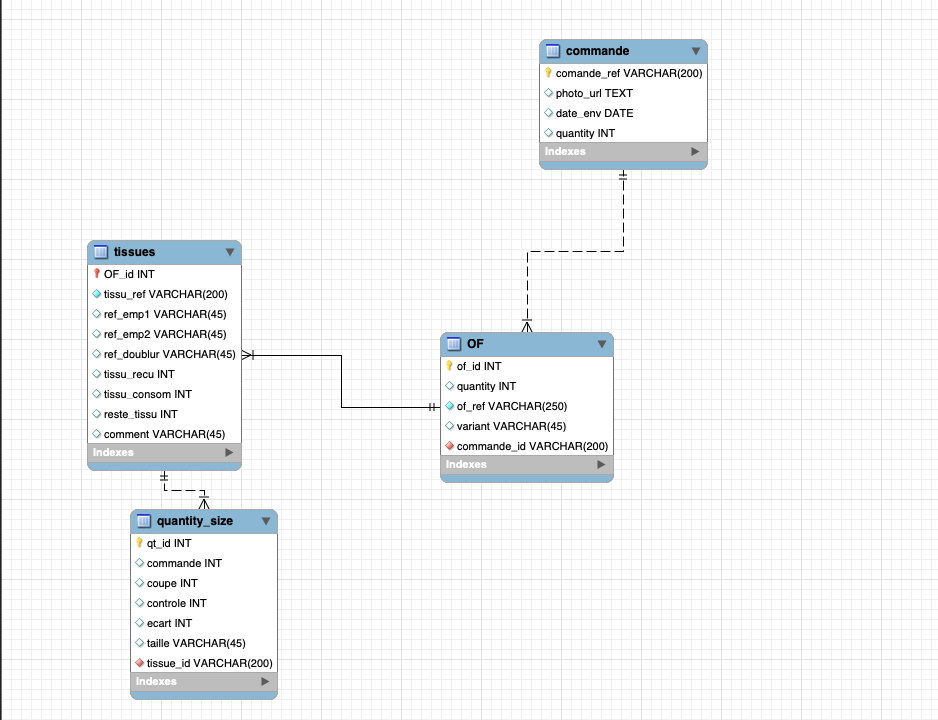 commande
comande_ref VARCHAR(200)
photo_url TEXT
date_env DATE
quantity INT
Indexes
tissues
OF_id INT
tissu_ref VARCHAR(200)
ref_emp1 VARCHAR(45)
ref_emp2 VARCHAR(45)
ref_doublur VARCHAR(45)
tissu_recu INT
tissu_consom INT
reste_tissu INT
comment VARCHAR(45)
Indexes
OF
of_id INT
quantity INT
of_ref VARCHAR(250)
variant VARCHAR(45)
commande_id VARCHAR(200)
Indexes
quantity_size
qt_id INT
commande INT
coupe INT
controle INT
ecart INT
taille VARCHAR(45)
tissue_id VARCHAR(200)
Indexes